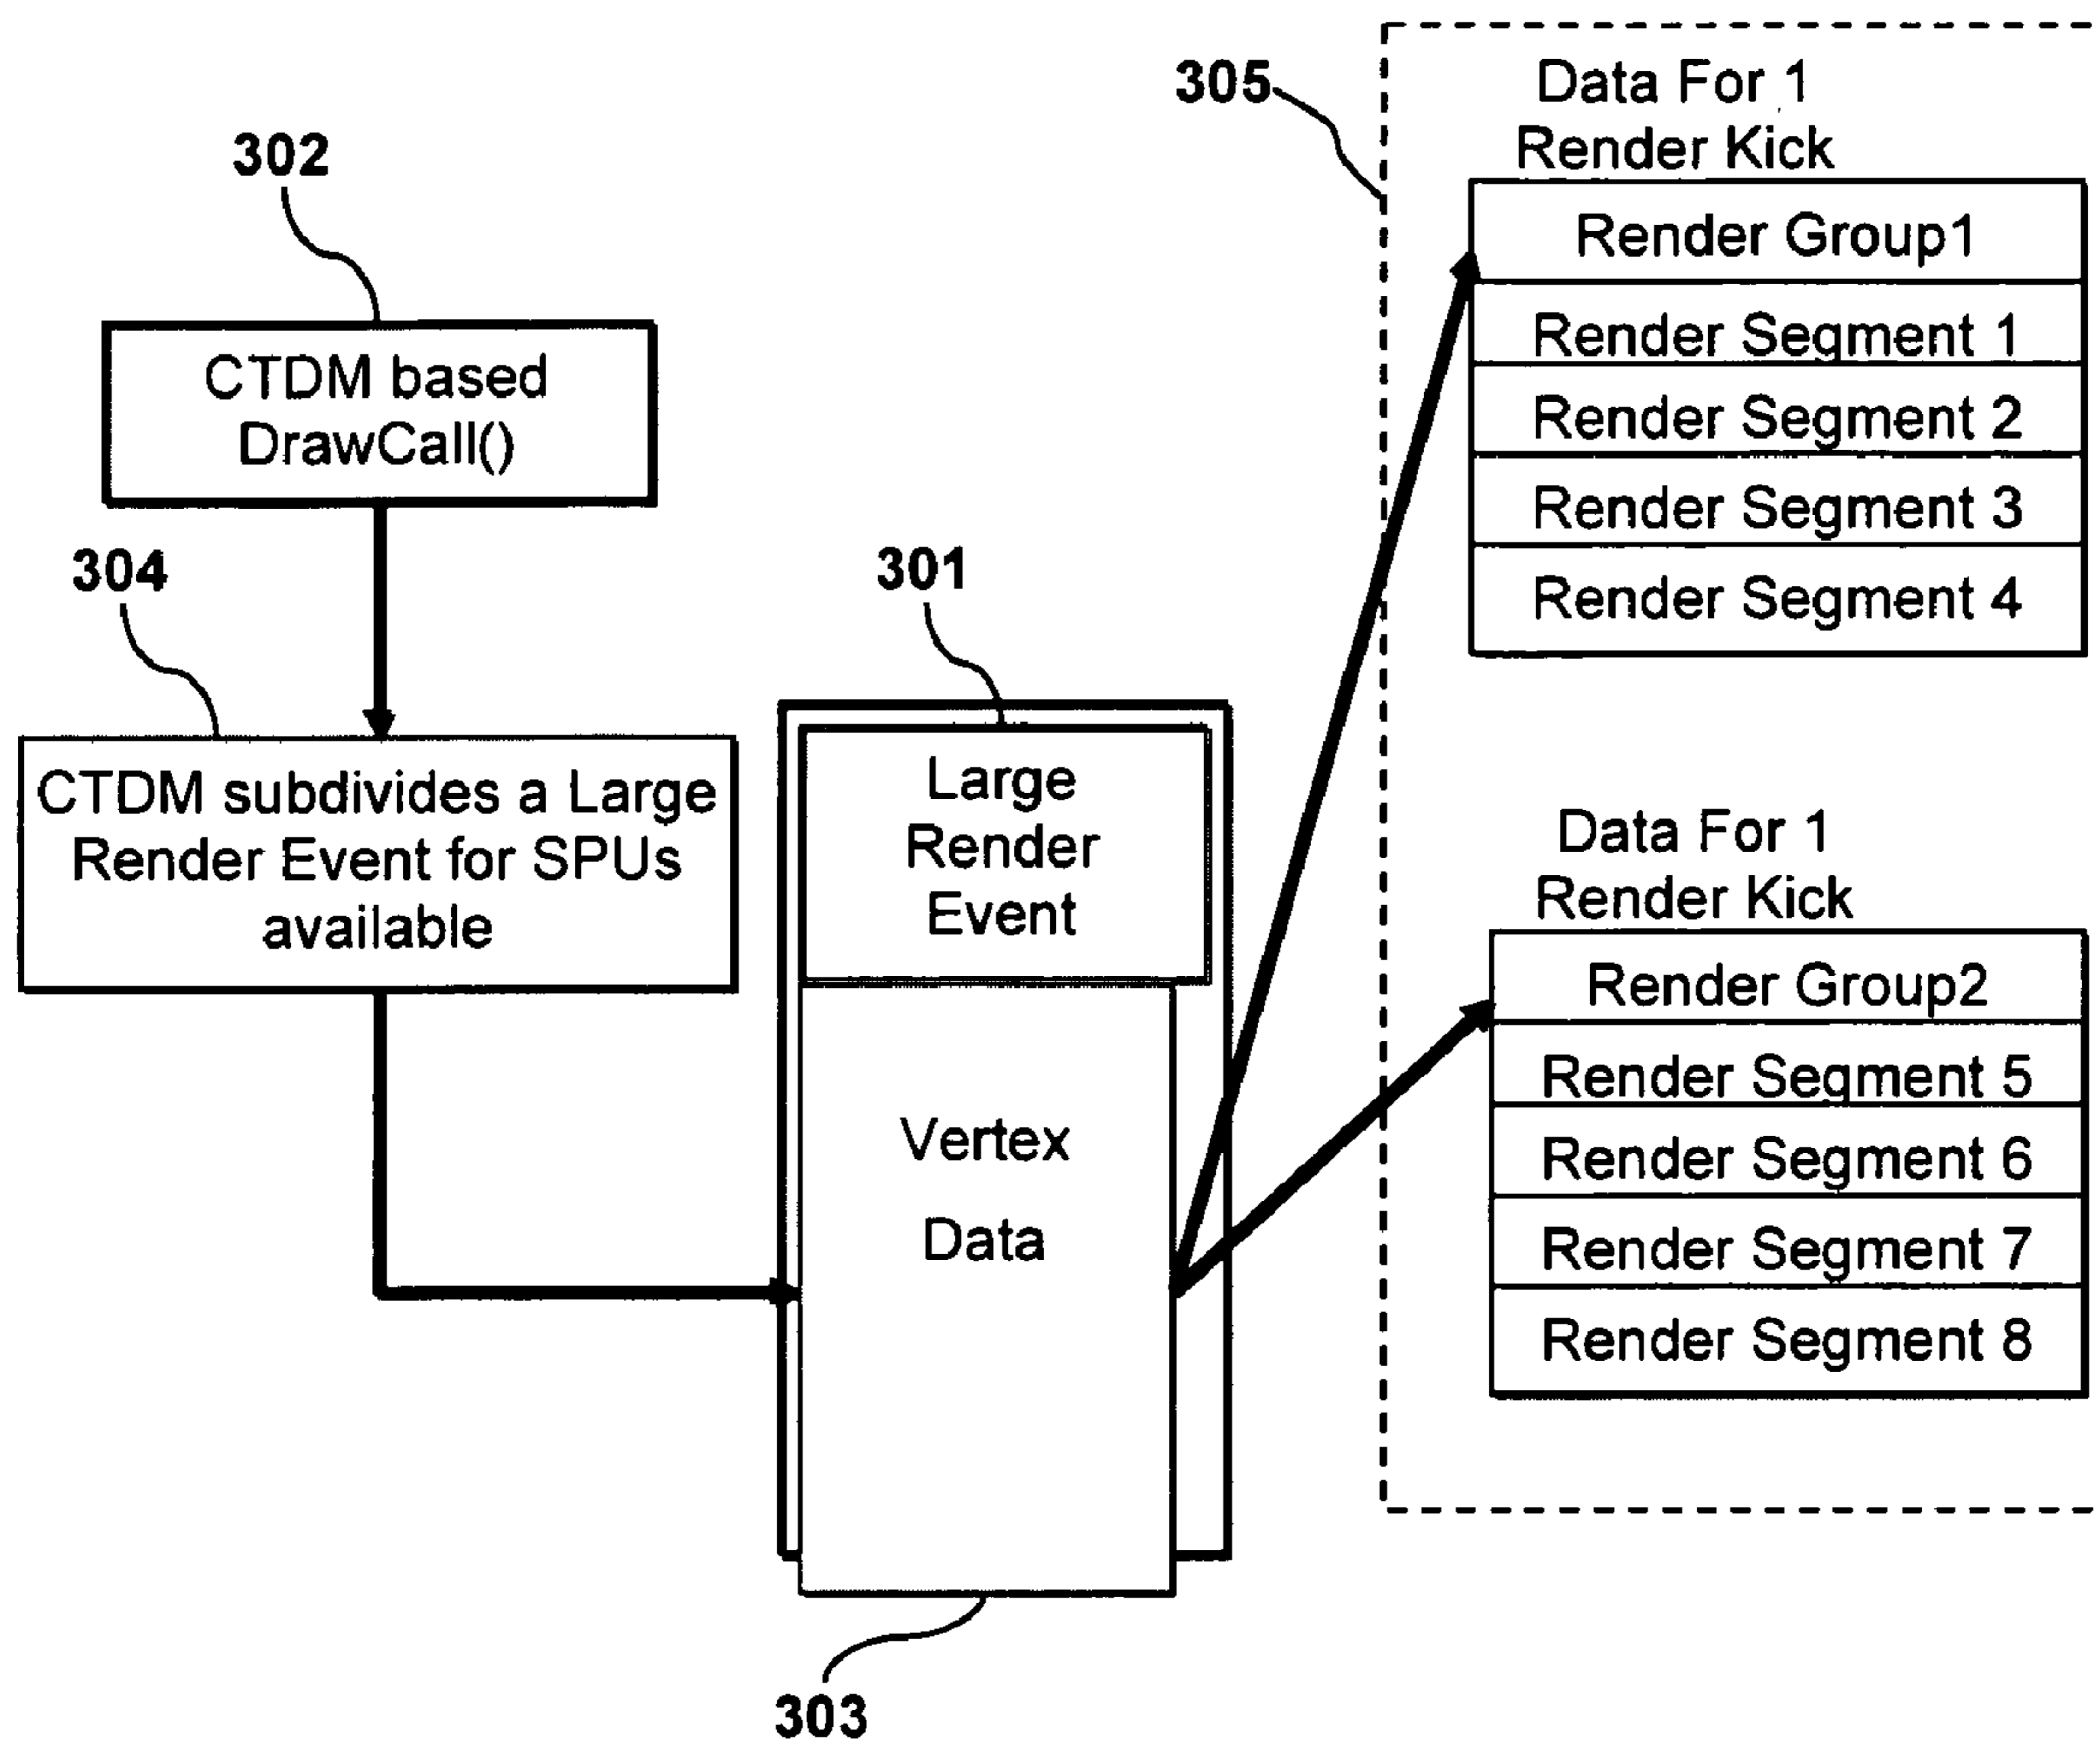 305
Data For 1
Render Kick
302
Render Group1
Render Segment 1
CTDM based
DrawCall()
Render Segment 2
Render Segment 3
304
301
Render Segment 4
CTDM subdivides a Large
Render Event for SPUs
available
Large
Render
Event
Data For 1
Render Kick
Render Group2
Render Segment 5
Vertex
Data
Render Segment 6
Render Segment 7
Render Segment 8
303